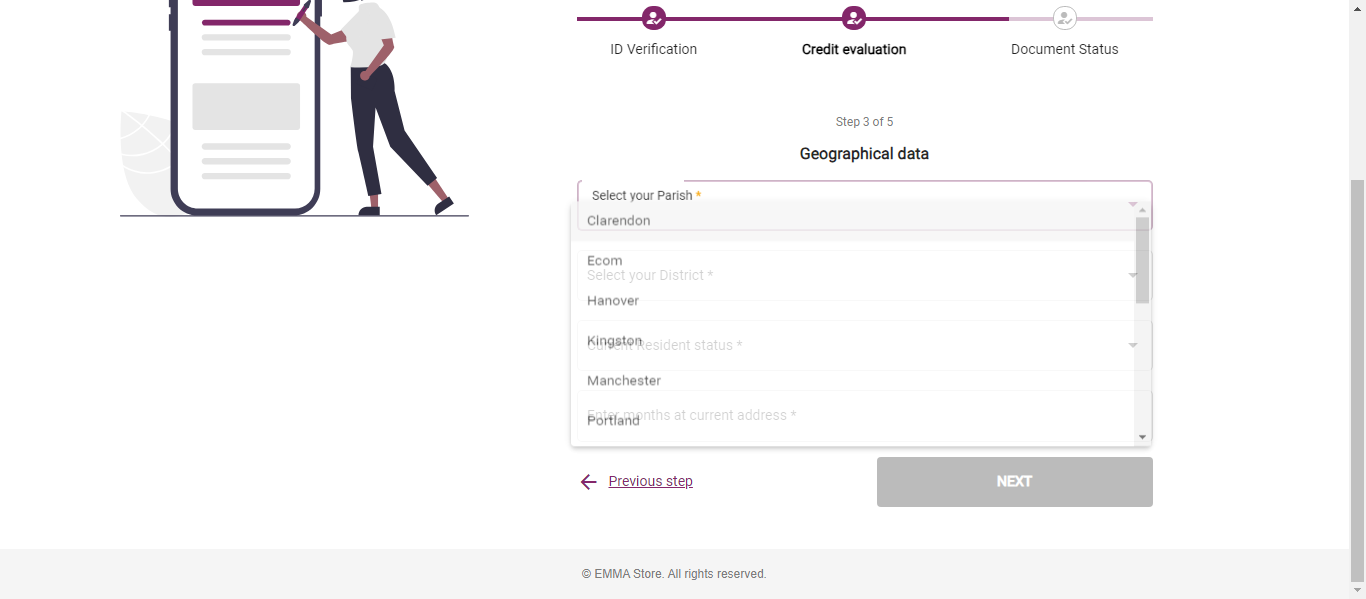 ID Verification
Credit evaluation
Document Status
Step 3 of 5
Geographical data
Select your Parish *
Clarendon
Ecom
Select your District *
Hanover
Kingston
Current Resident status *
Manchester
Enter months at current address *
Portland
Previous step
NEXT
© EMMA Store. All rights reserved.